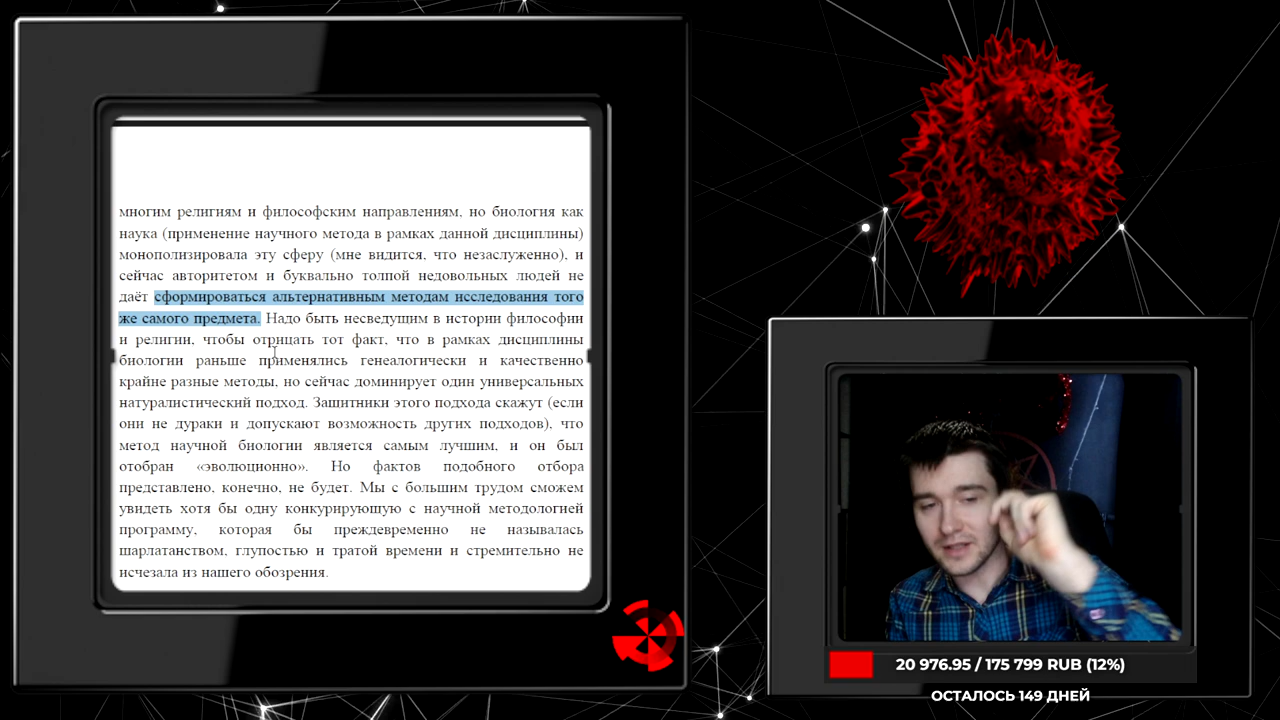 многим религиям и философским направлениям, но биология как
наука (применение научного метода в рамках данной дисциплины)
монополизировала эту сферу (мне видится, что незаслуженно), и
сейчас авторитетом и буквально толпой недовольных людей не
даёт сформироваться альтернативным методам исследования того
же самого предмета. Надо быть несведущим в истории философии
и религии, чтобы отрицать тот факт, что в рамках дисциплины
биологии раньше применялись генеалогически и качественно
крайне разные методы, но сейчас доминирует один универсальных
натуралистический подход. Защитники этого подхода скажут (если
они не дураки и допускают возможность других подходов), что
метод научной биологии является самым лучшим, и он был
отобран «эволюционно». Но фактов подобного отбора
представлено, конечно, не будет. Мы с большим трудом сможем
увидеть хотя бы одну конкурирующую с научной методологией
программу, которая бы преждевременно не называлась
шарлатанством, глупостью и тратой времени и стремительно не
исчезала из нашего обозрения.
20 976.95 / 175 799 RUB (12%)
ОСТАЛОСЬ 149 ДНЕЙ